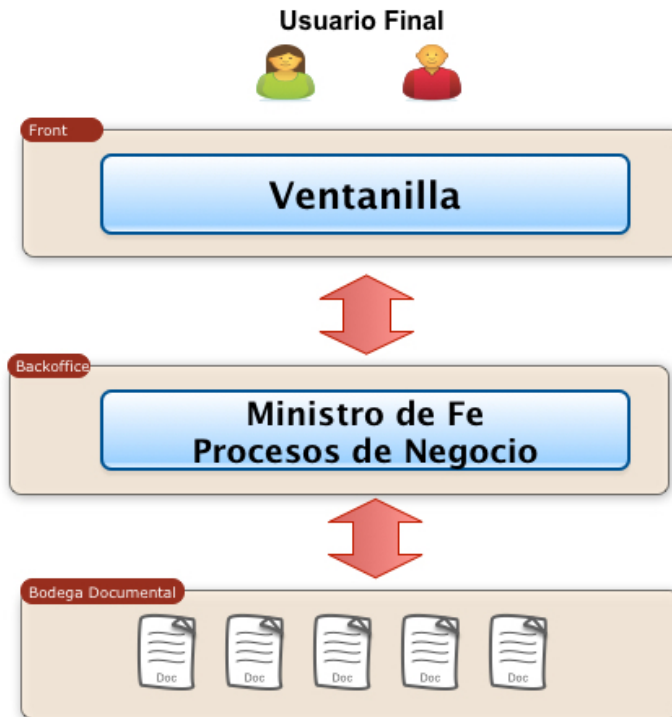 Usuario Final
Front
Ventanilla
Backoffice
Ministro de Fe
Procesos de Negocio
Bodega Documental
Doc
Doc
Doc
Doc
Doc